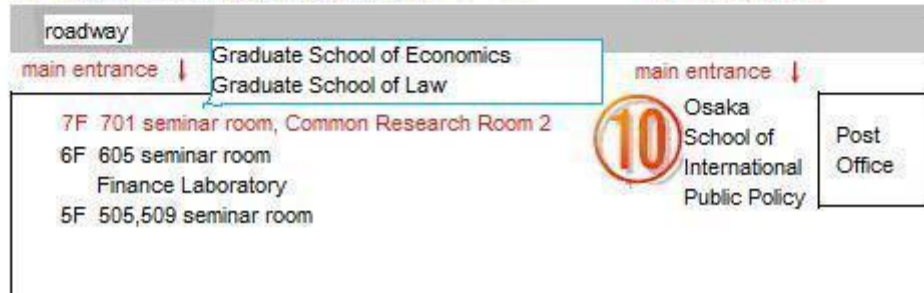 roadway
Graduate School of Economics
Graduate School of Law
main entrance ↓
main entrance ↓
7F 701 seminar room, Common Research Room 2
6F 605 seminar room
Finance Laboratory
5F 505,509 seminar room
10
Osaka
School of
International
Public Policy
Post
Office